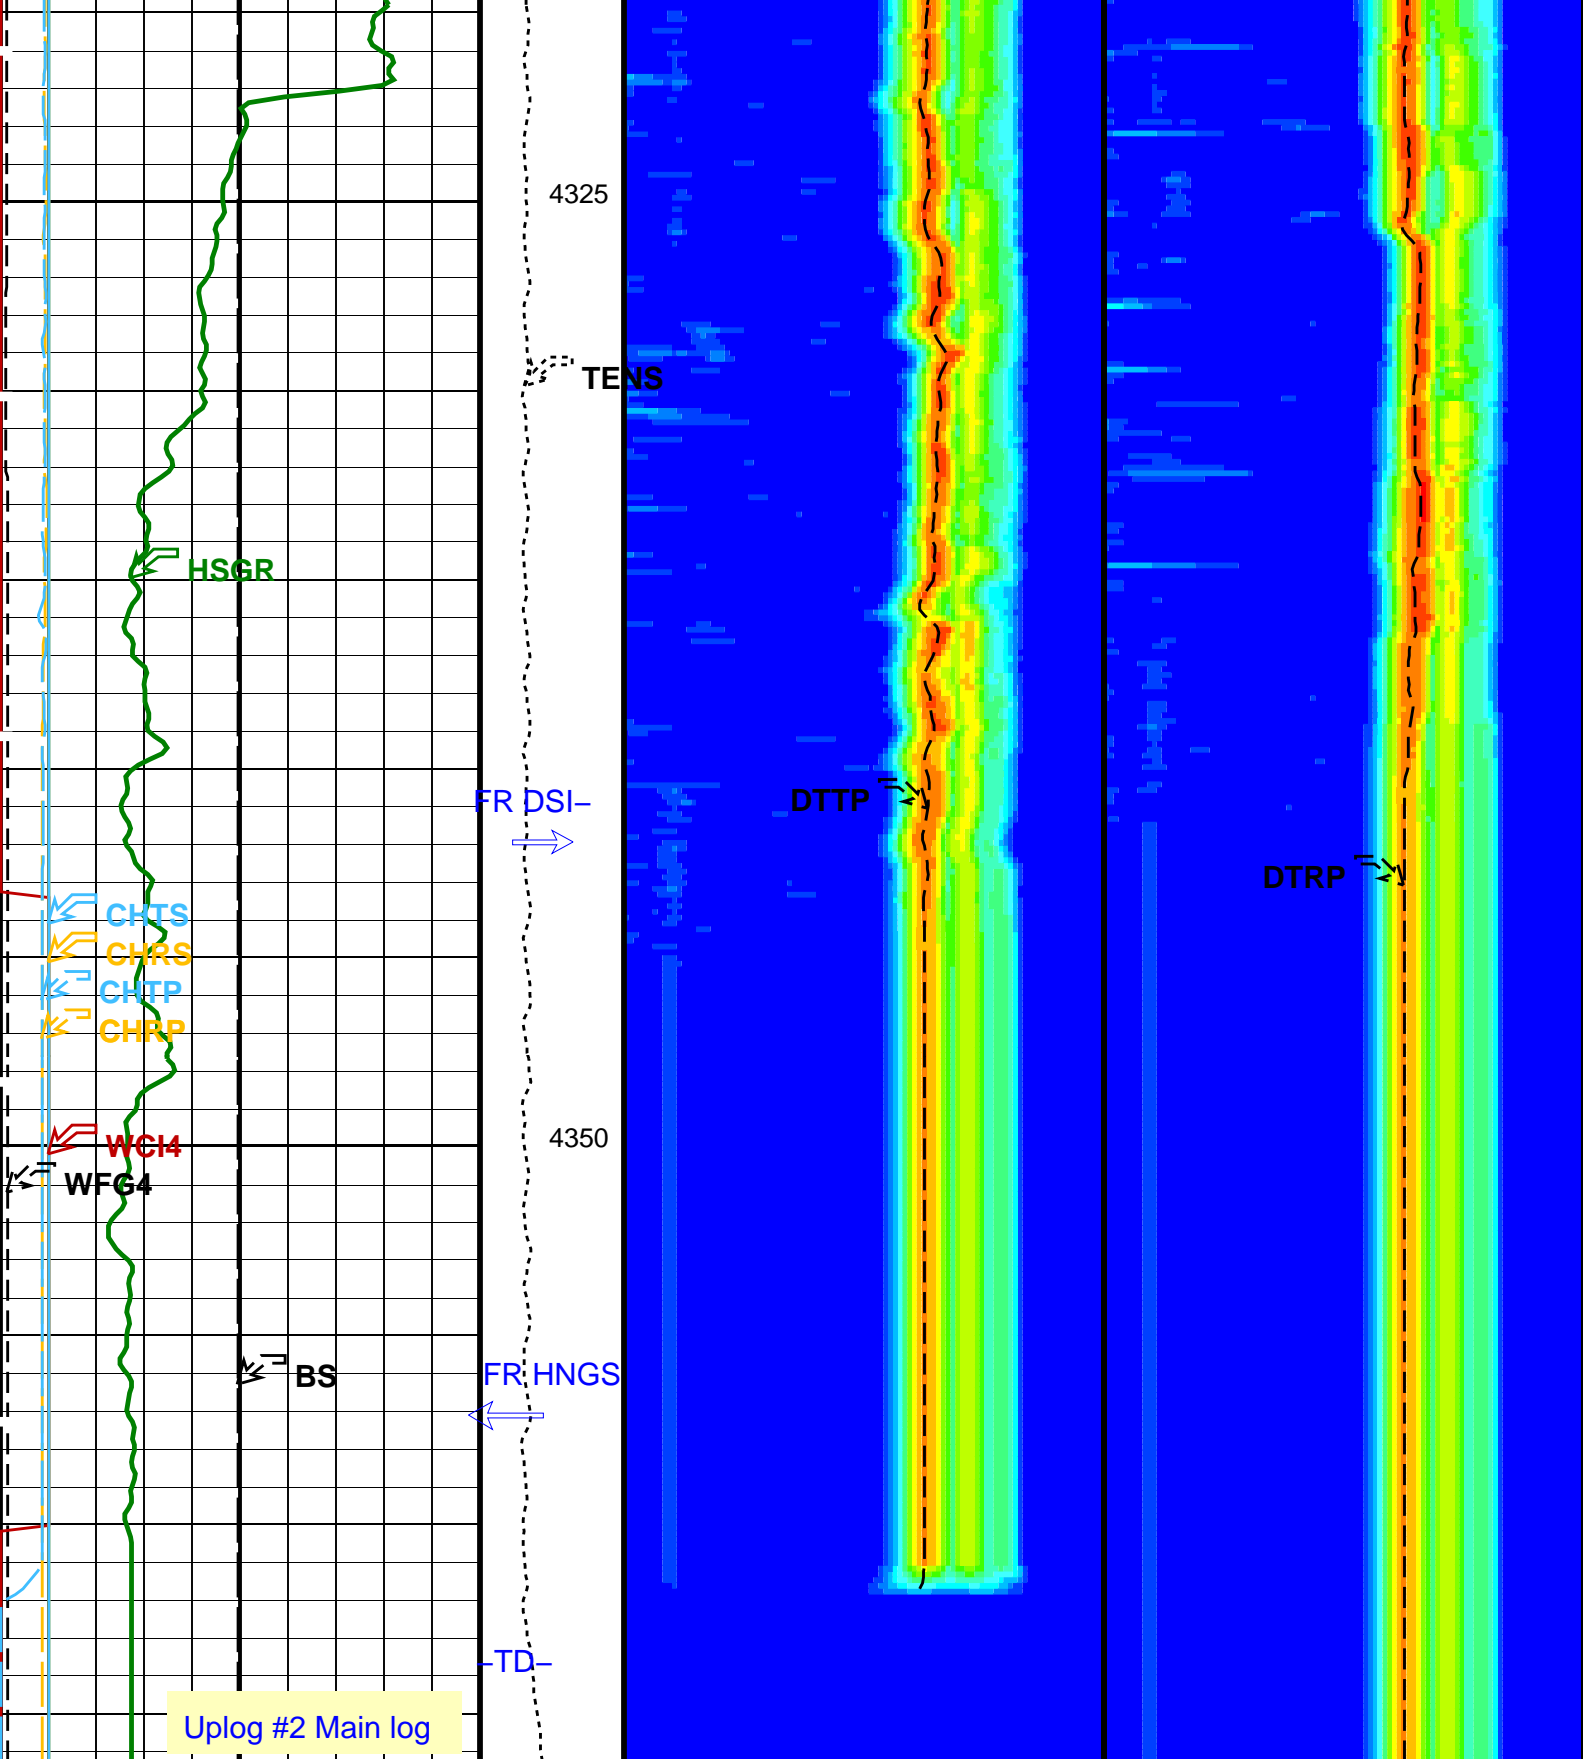 4325
TENS
HSGR
FR DSI–
DTTP
DTRP
CHTS
CHRS
CHTP
CHRP
4350
WCI4
WFG4
FR HNGS
BS
–TD–
Uplog #2 Main log